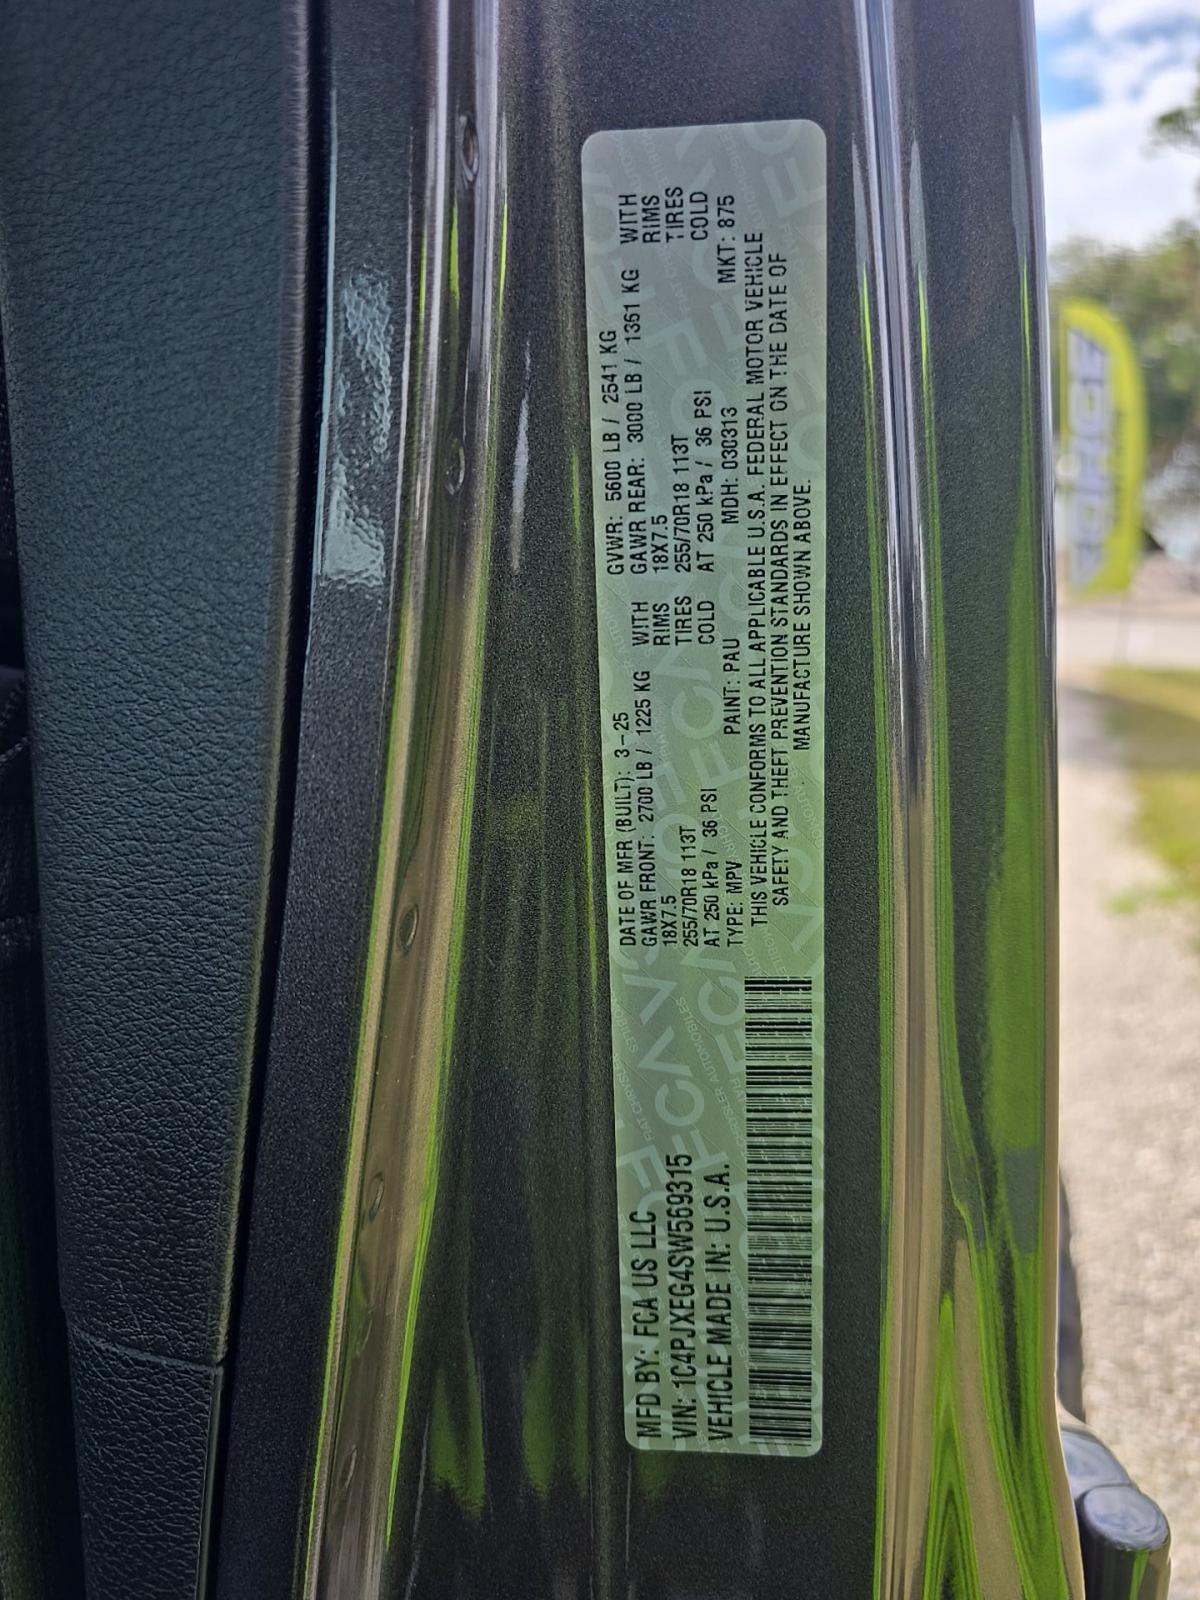 MFD BY: FCA US LLC
VIN: 1C4PJXEG4SW569315
VEHICLE MADE IN: U.S.A.
DATE OF MFR (BUILT): 3-25
GVWR: 5600 LB / 2541 KG
GAWR FRONT: 2700 LB / 1225 KG WITH
18X7.5 RIMS
255/70R18 113T TIRES
AT 250 kPa / 36 PSI COLD
GAWR REAR: 3000 LB / 1361 KG WITH
18X7.5 RIMS
255/70R18 113T TIRES
AT 250 kPa / 36 PSI COLD
TYPE: MPV PAINT: PAU MDH: 030313 MKT: 875
THIS VEHICLE CONFORMS TO ALL APPLICABLE U.S.A. FEDERAL MOTOR VEHICLE
SAFETY AND THEFT PREVENTION STANDARDS IN EFFECT ON THE DATE OF
MANUFACTURE SHOWN ABOVE.